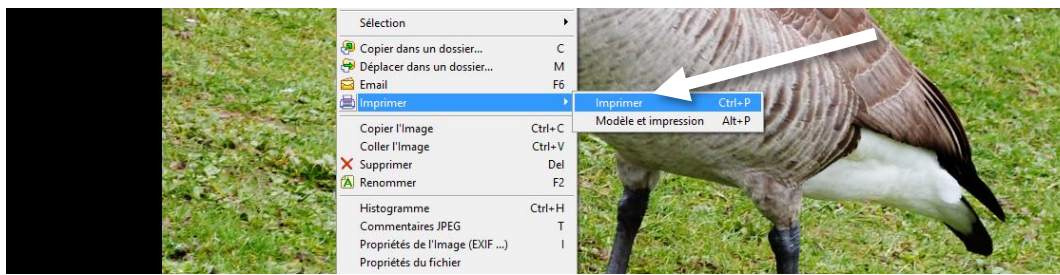 Sélection
Copier dans un dossier... C
Déplacer dans un dossier... M
Email F6
Imprimer
Imprimer Ctrl+P
Modèle et impression Alt+P
Copier l'Image Ctrl+C
Coller l'Image Ctrl+V
Supprimer Del
Renommer F2
Histogramme Ctrl+H
Commentaires JPEG T
Propriétés de l'Image (EXIF ...) I
Propriétés du fichier